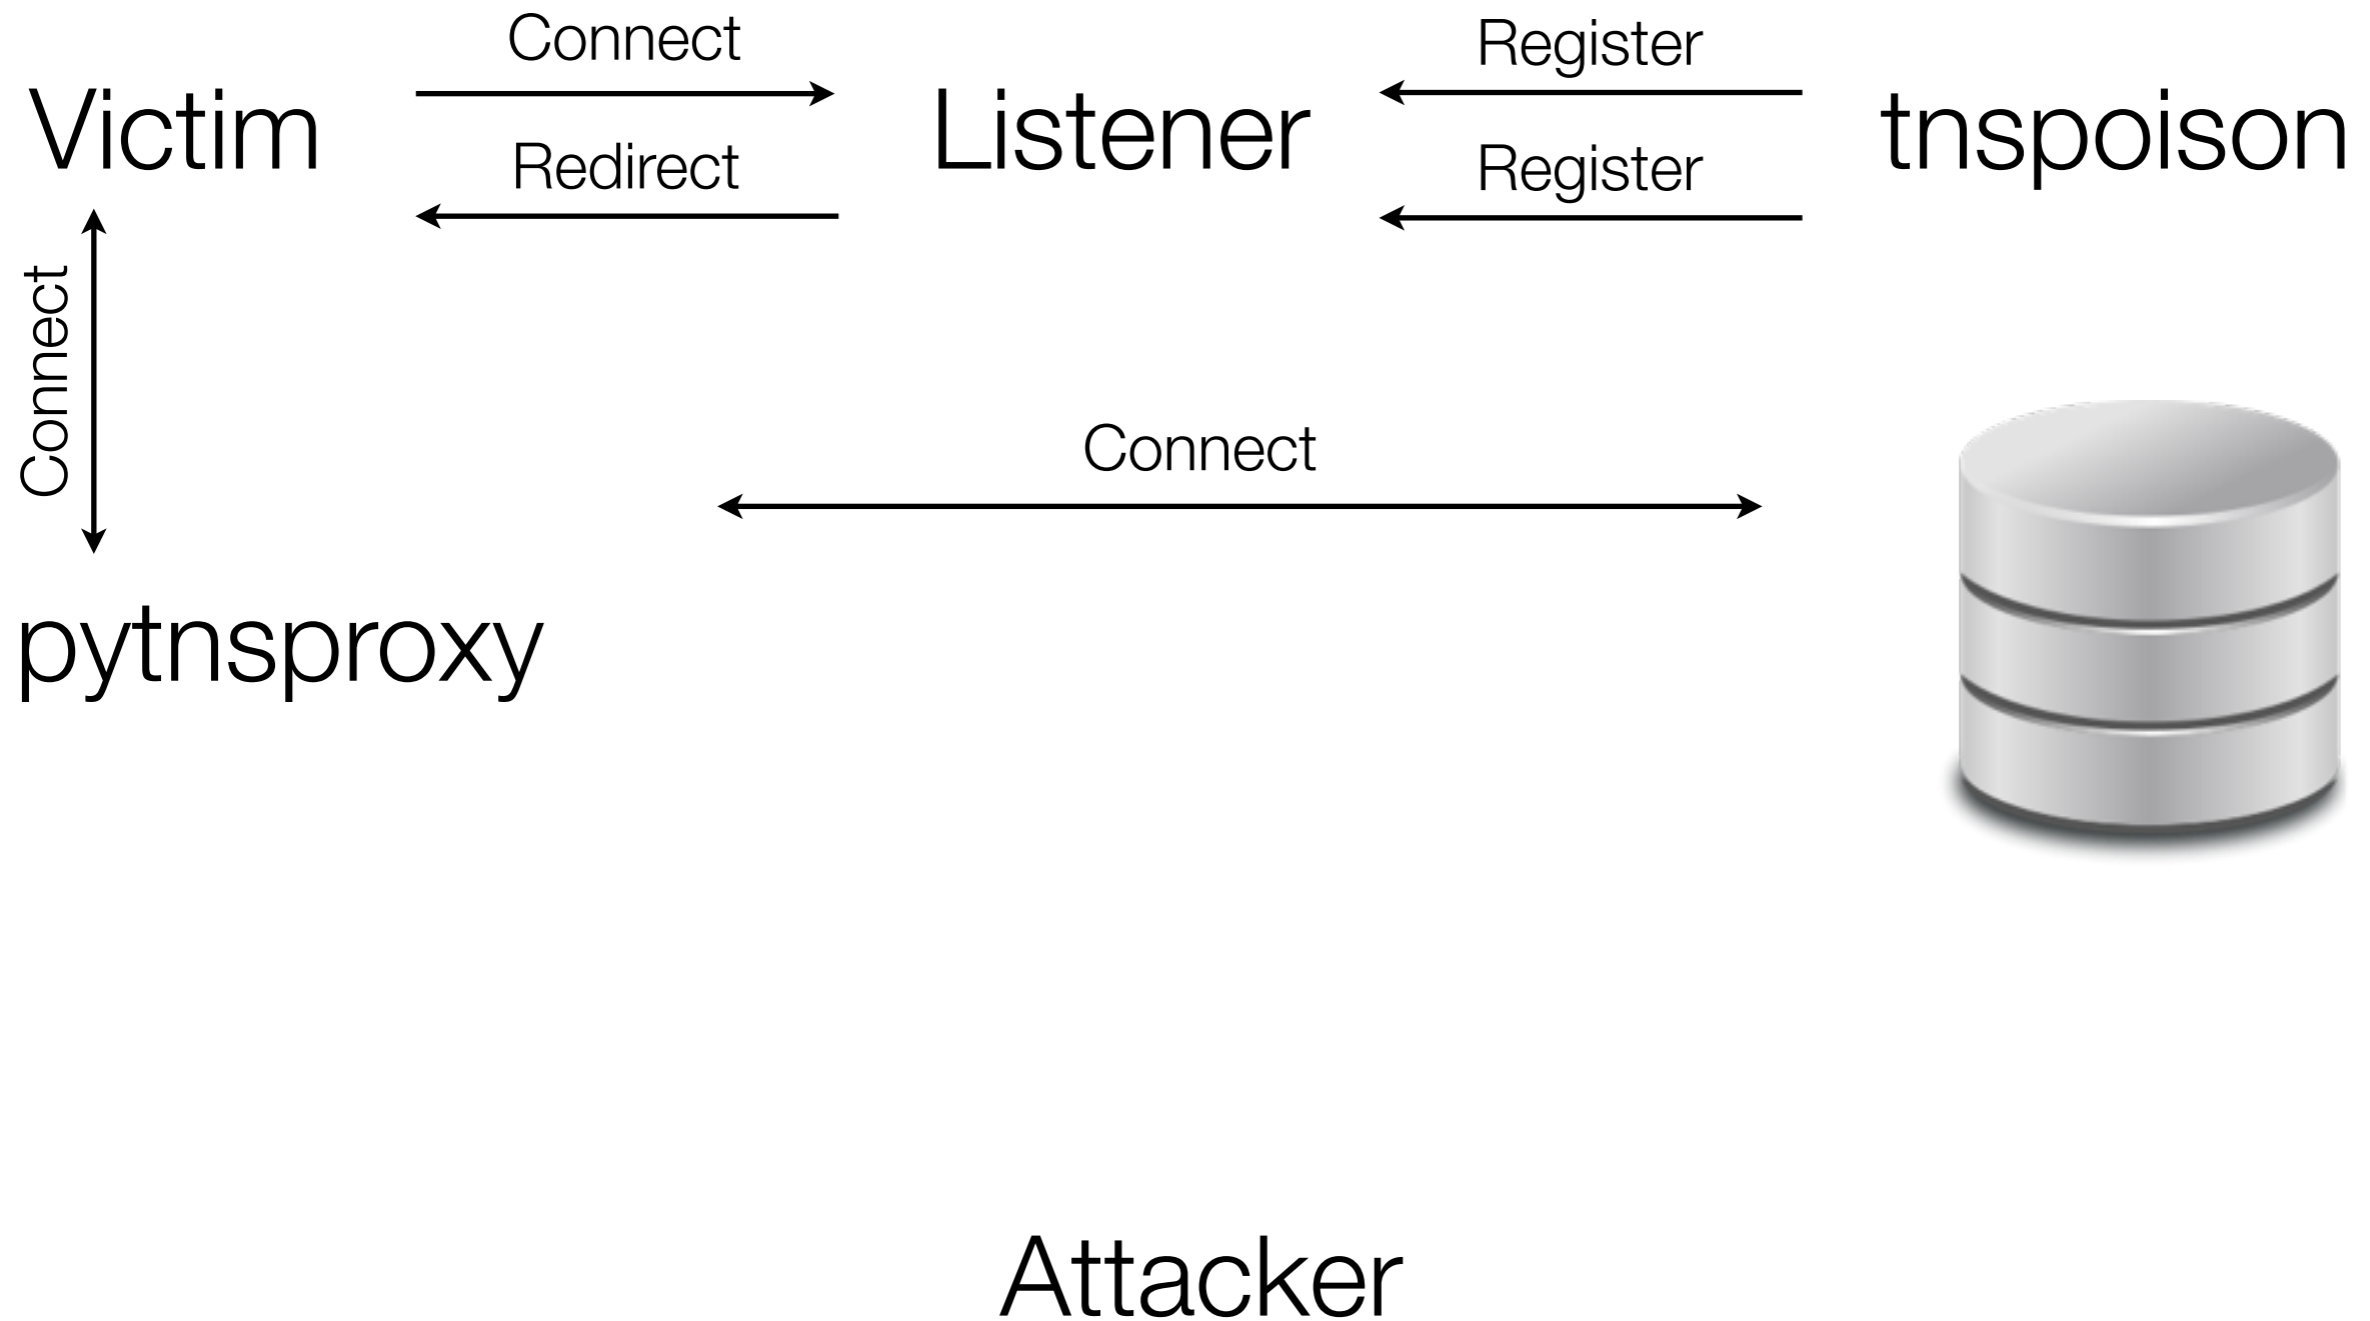 Connect
Register
Victim
Listener
tnspoison
Redirect
Register
Connect
Connect
pytnsproxy
Attacker